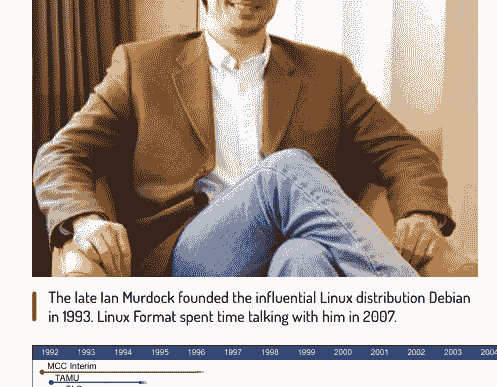 The late Ian Murdock founded the influential Linux distribution Debian
in 1993. Linux Format spent time talking with him in 2007.
1992 1993 1994 1995 1996 1997 1998 1999 2000 2001 2002 2003
MCC Interim
TAMU